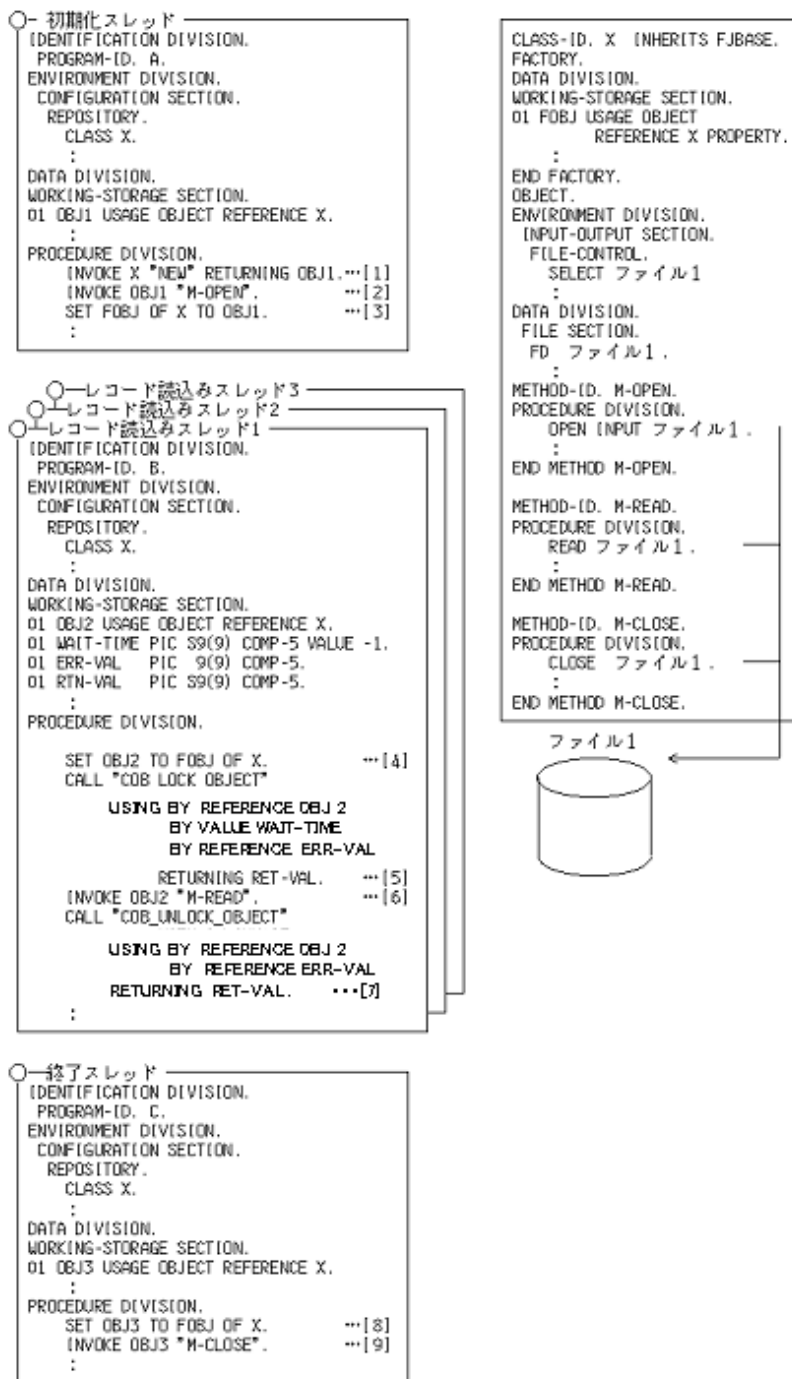 初期化スレッド
IDENTIFICATION DIVISION.
PROGRAM-ID. A.
ENVIRONMENT DIVISION.
CONFIGURATION SECTION.
REPOSITORY.
CLASS X.
:
DATA DIVISION.
WORKING-STORAGE SECTION.
01 OBJ1 USAGE OBJECT REFERENCE X.
:
PROCEDURE DIVISION.
INVOKE X "NEW" RETURNING OBJ1.…[1]
INVOKE OBJ1 "M-OPEN". …[2]
SET FOBJ OF X TO OBJ1. …[3]
:
レコード読込みスレッド3
レコード読込みスレッド2
レコード読込みスレッド1
IDENTIFICATION DIVISION.
PROGRAM-ID. B.
ENVIRONMENT DIVISION.
CONFIGURATION SECTION.
REPOSITORY.
CLASS X.
:
DATA DIVISION.
WORKING-STORAGE SECTION.
01 OBJ2 USAGE OBJECT REFERENCE X.
01 WAIT-TIME PIC S9(9) COMP-5 VALUE -1.
01 ERR-VAL PIC 9(9) COMP-5.
01 RTN-VAL PIC S9(9) COMP-5.
:
PROCEDURE DIVISION.
SET OBJ2 TO FOBJ OF X. …[4]
CALL "COB LOCK OBJECT"
USING BY REFERENCE OBJ 2
BY VALUE WAIT-TIME
BY REFERENCE ERR-VAL
RETURNING RET-VAL. …[5]
INVOKE OBJ2 "M-READ". …[6]
CALL "COB_UNLOCK_OBJECT"
USING BY REFERENCE OBJ 2
BY REFERENCE ERR-VAL
RETURNING RET-VAL. …[7]
:
終了スレッド
IDENTIFICATION DIVISION.
PROGRAM-ID. C.
ENVIRONMENT DIVISION.
CONFIGURATION SECTION.
REPOSITORY.
CLASS X.
:
DATA DIVISION.
WORKING-STORAGE SECTION.
01 OBJ3 USAGE OBJECT REFERENCE X.
:
PROCEDURE DIVISION.
SET OBJ3 TO FOBJ OF X. …[8]
INVOKE OBJ3 "M-CLOSE". …[9]
:
CLASS-ID. X INHERITS FJBASE.
FACTORY.
DATA DIVISION.
WORKING-STORAGE SECTION.
01 FOBJ USAGE OBJECT
REFERENCE X PROPERTY.
:
END FACTORY.
OBJECT.
ENVIRONMENT DIVISION.
INPUT-OUTPUT SECTION.
FILE-CONTROL.
SELECT ファイル1
:
DATA DIVISION.
FILE SECTION.
FD ファイル1.
:
METHOD-ID. M-OPEN.
PROCEDURE DIVISION.
OPEN INPUT ファイル1.
:
END METHOD M-OPEN.
METHOD-ID. M-READ.
PROCEDURE DIVISION.
READ ファイル1.
:
END METHOD M-READ.
METHOD-ID. M-CLOSE.
PROCEDURE DIVISION.
CLOSE ファイル1.
:
END METHOD M-CLOSE.
ファイル1